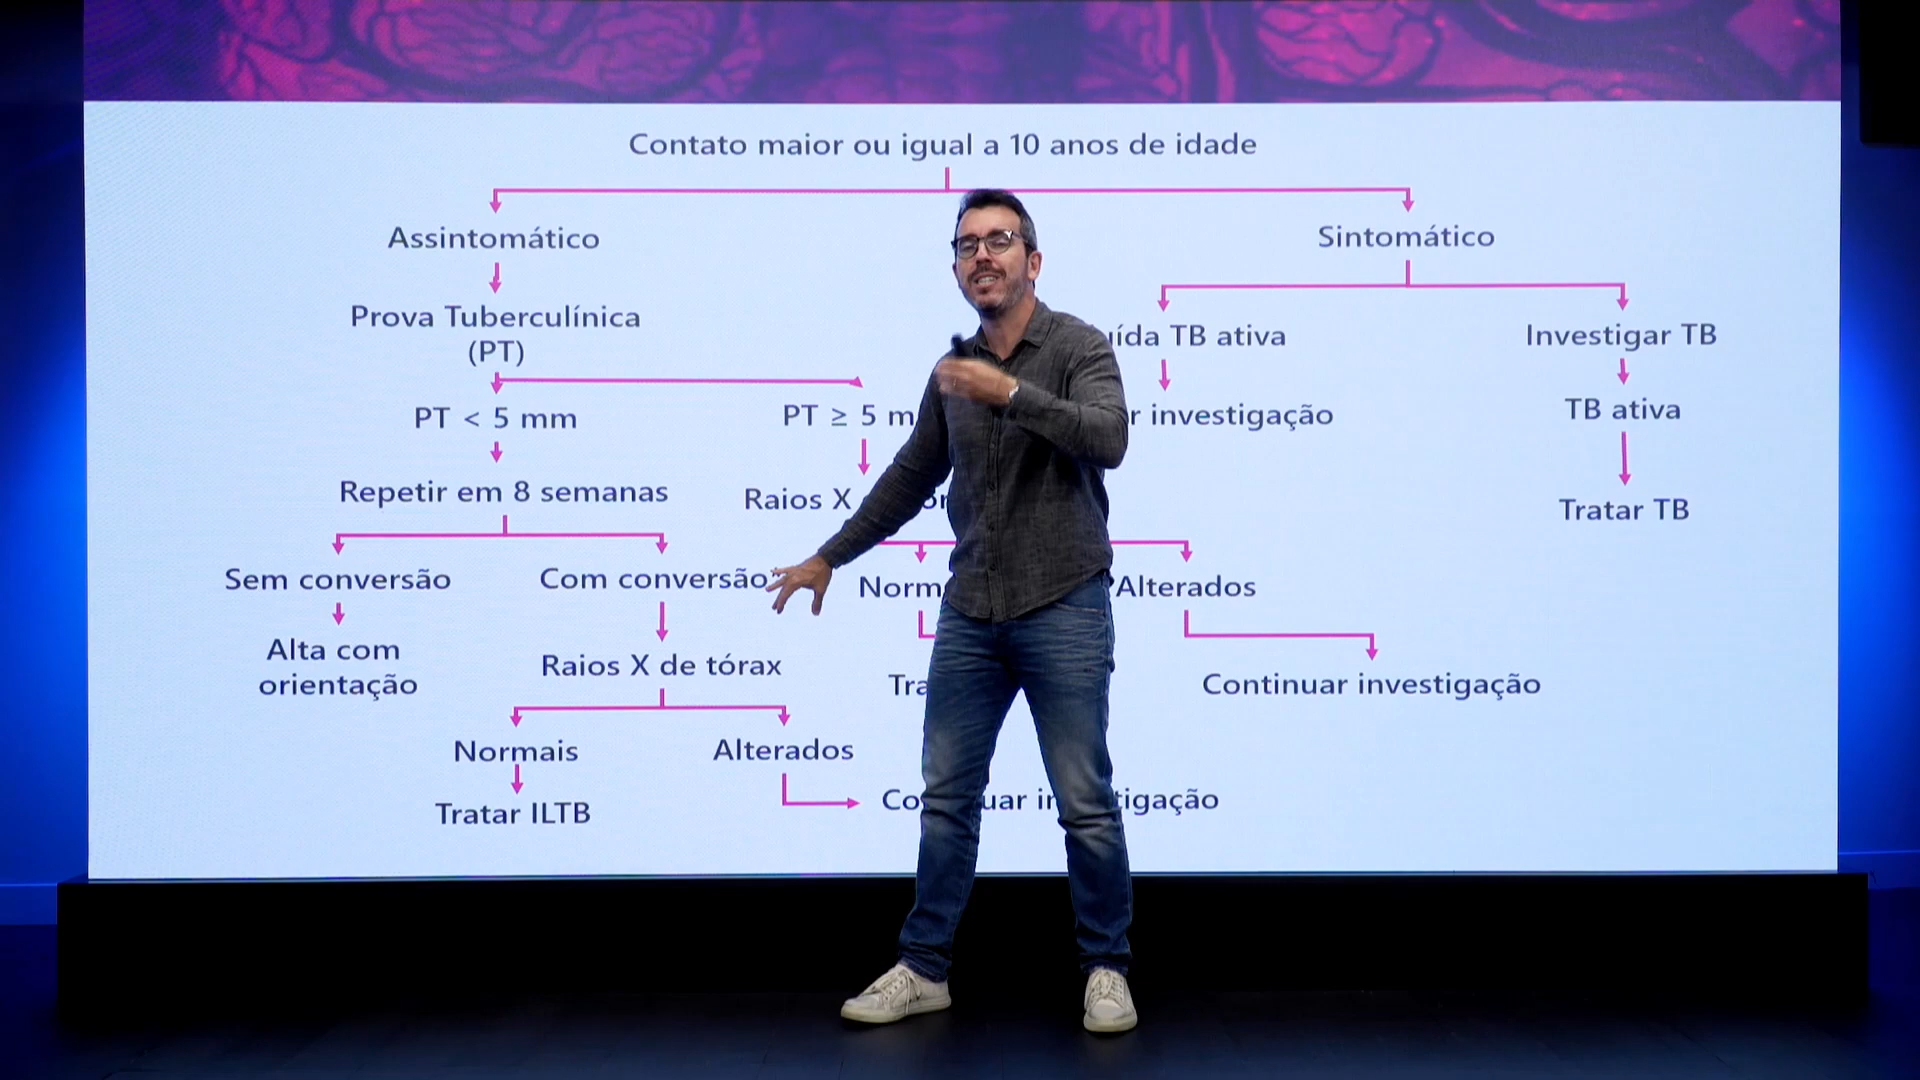 Contato maior ou igual a 10 anos de idade
Assintomático
Sintomático
Prova Tuberculínica
(PT)
TB ativa
Investigar TB
PT < 5 mm
PT ≥ 5
investigação
TB ativa
Repetir em 8 semanas
Raios X
Tratar TB
Sem conversão
Com conversão
Alterados
Alta com
orientação
Raios X de tórax
Continuar investigação
Normais
Alterados
Tratar ILTB